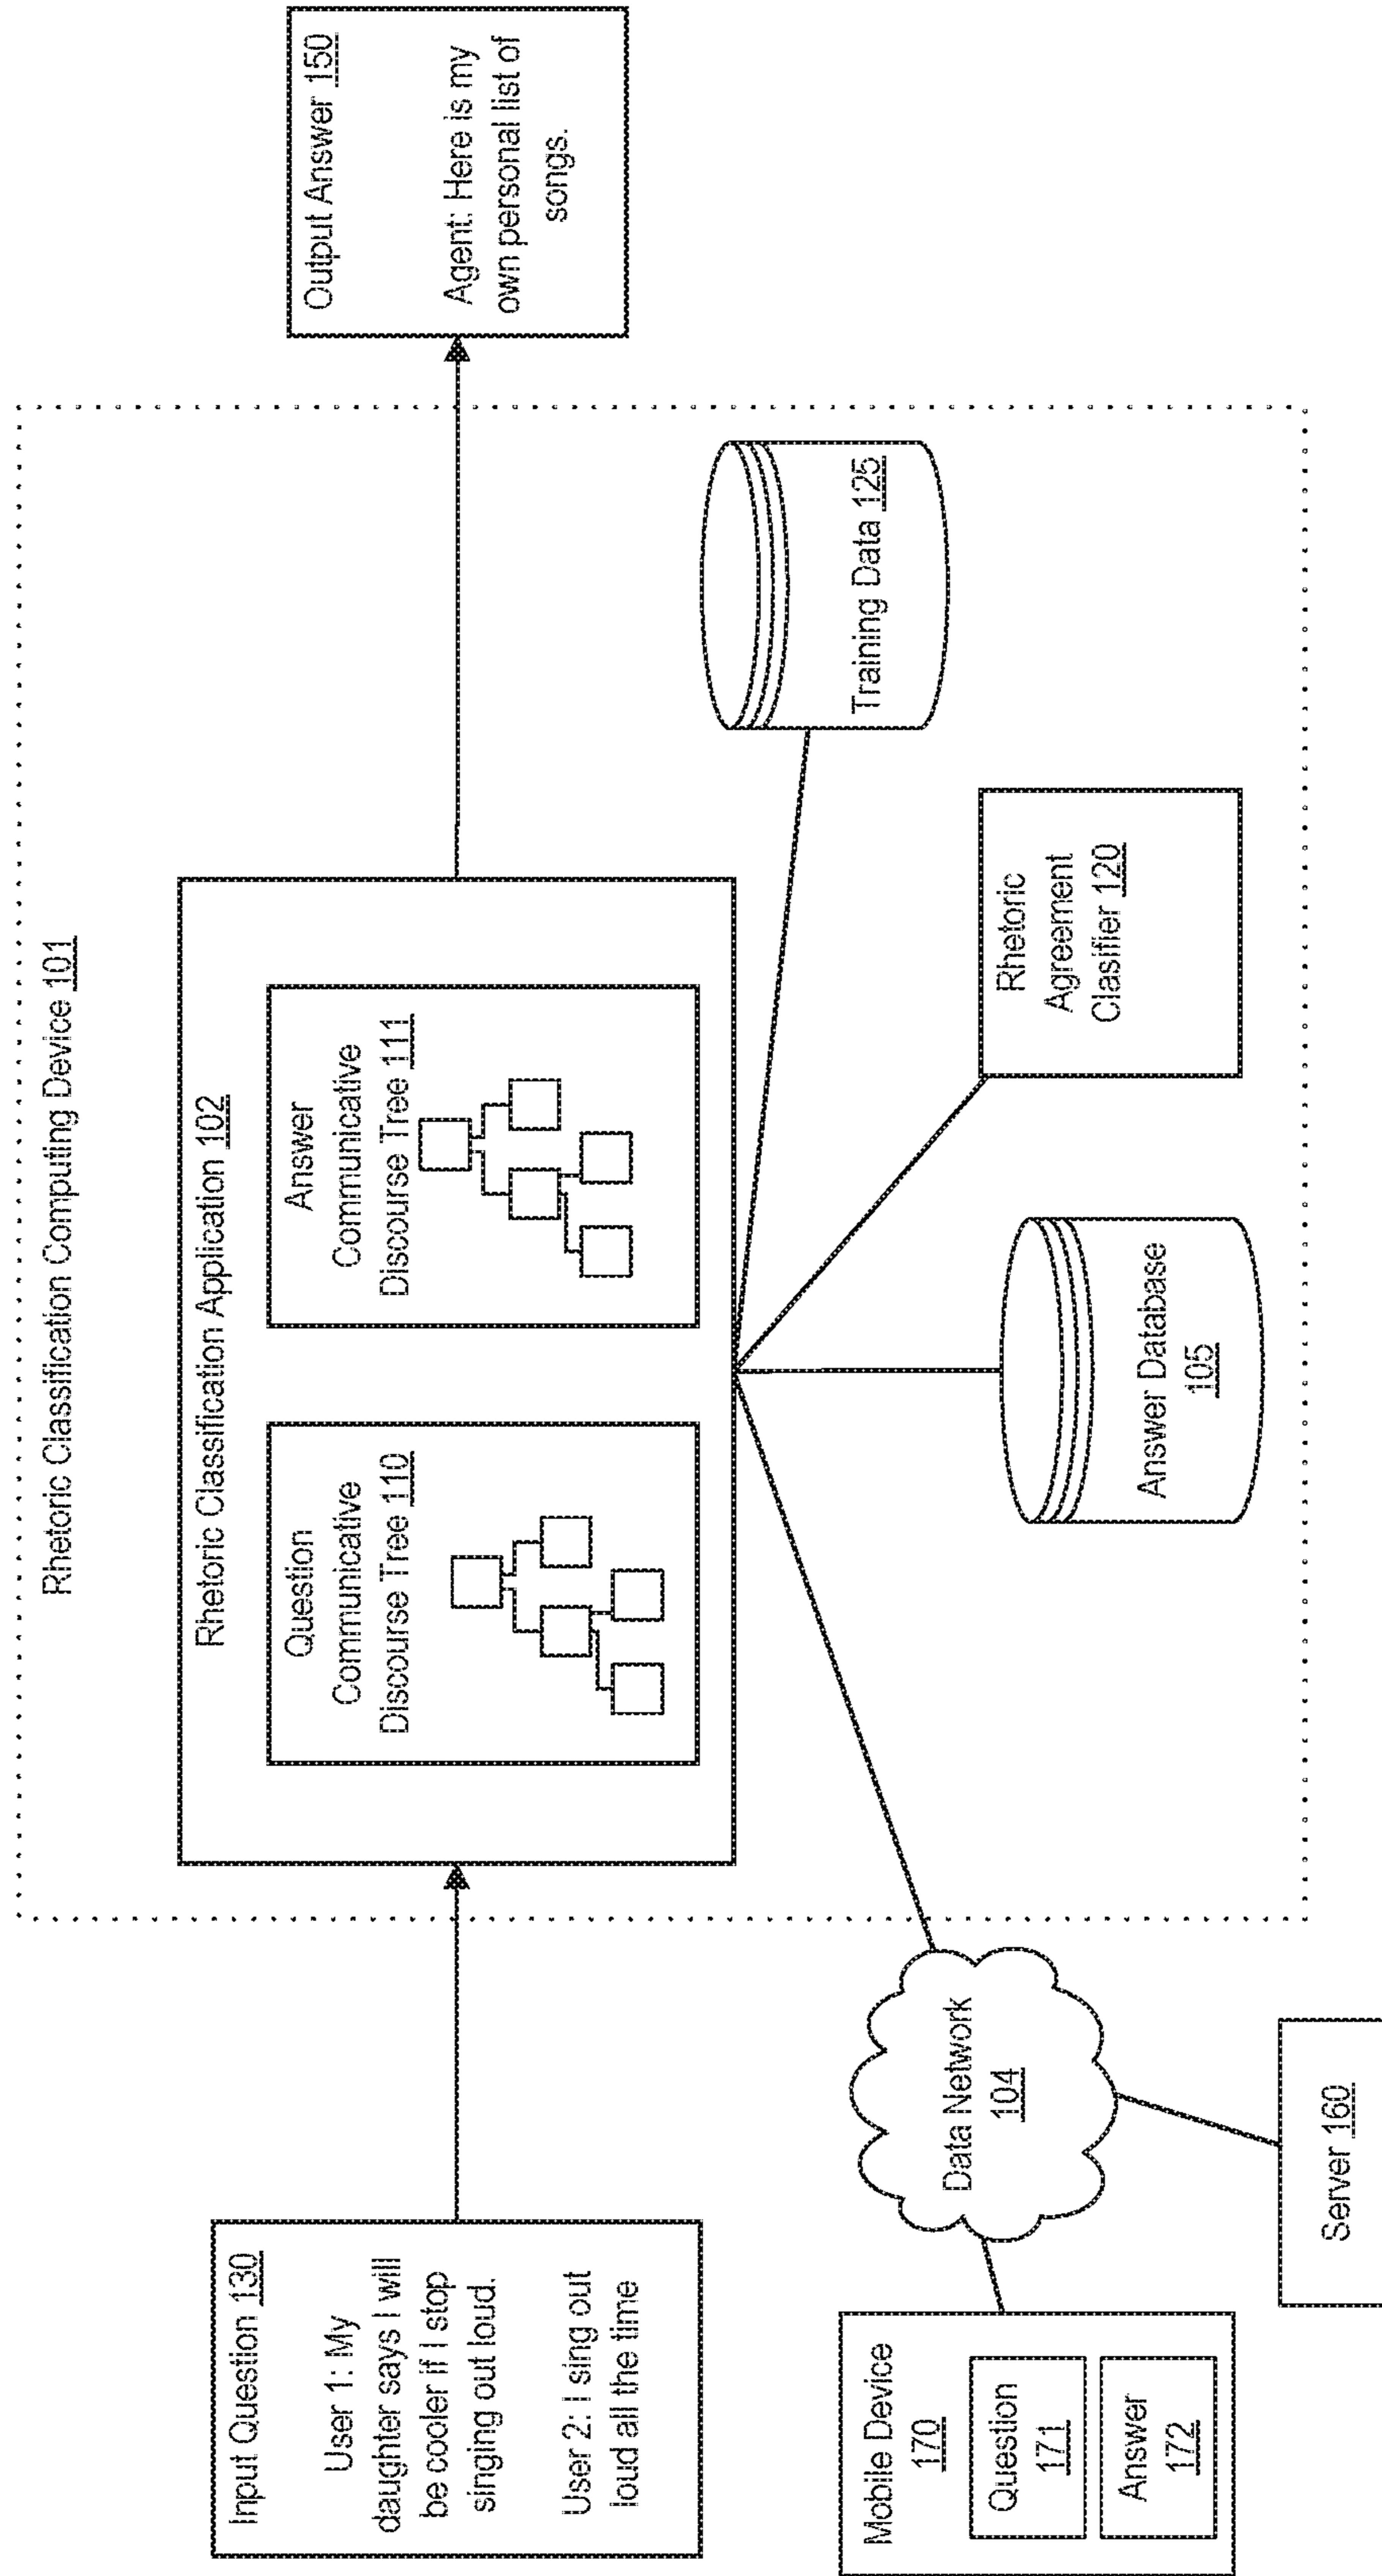 Rhetoric Classification Computing Device 101
Input Question 130
User 1: My
daughter says I will
be cooler if I stop
singing out loud.
User 2: I sing out
loud all the time
Rhetoric Classification Application 102
Question
Communicative
Discourse Tree 110
Answer
Communicative
Discourse Tree 111
Output Answer 150
Agent: Here is my
own personal list of
songs.
Mobile Device
170
Question
171
Answer
172
Data Network
104
Server 160
Answer Database
105
Rhetoric
Agreement
Clasifier 120
Training Data 125